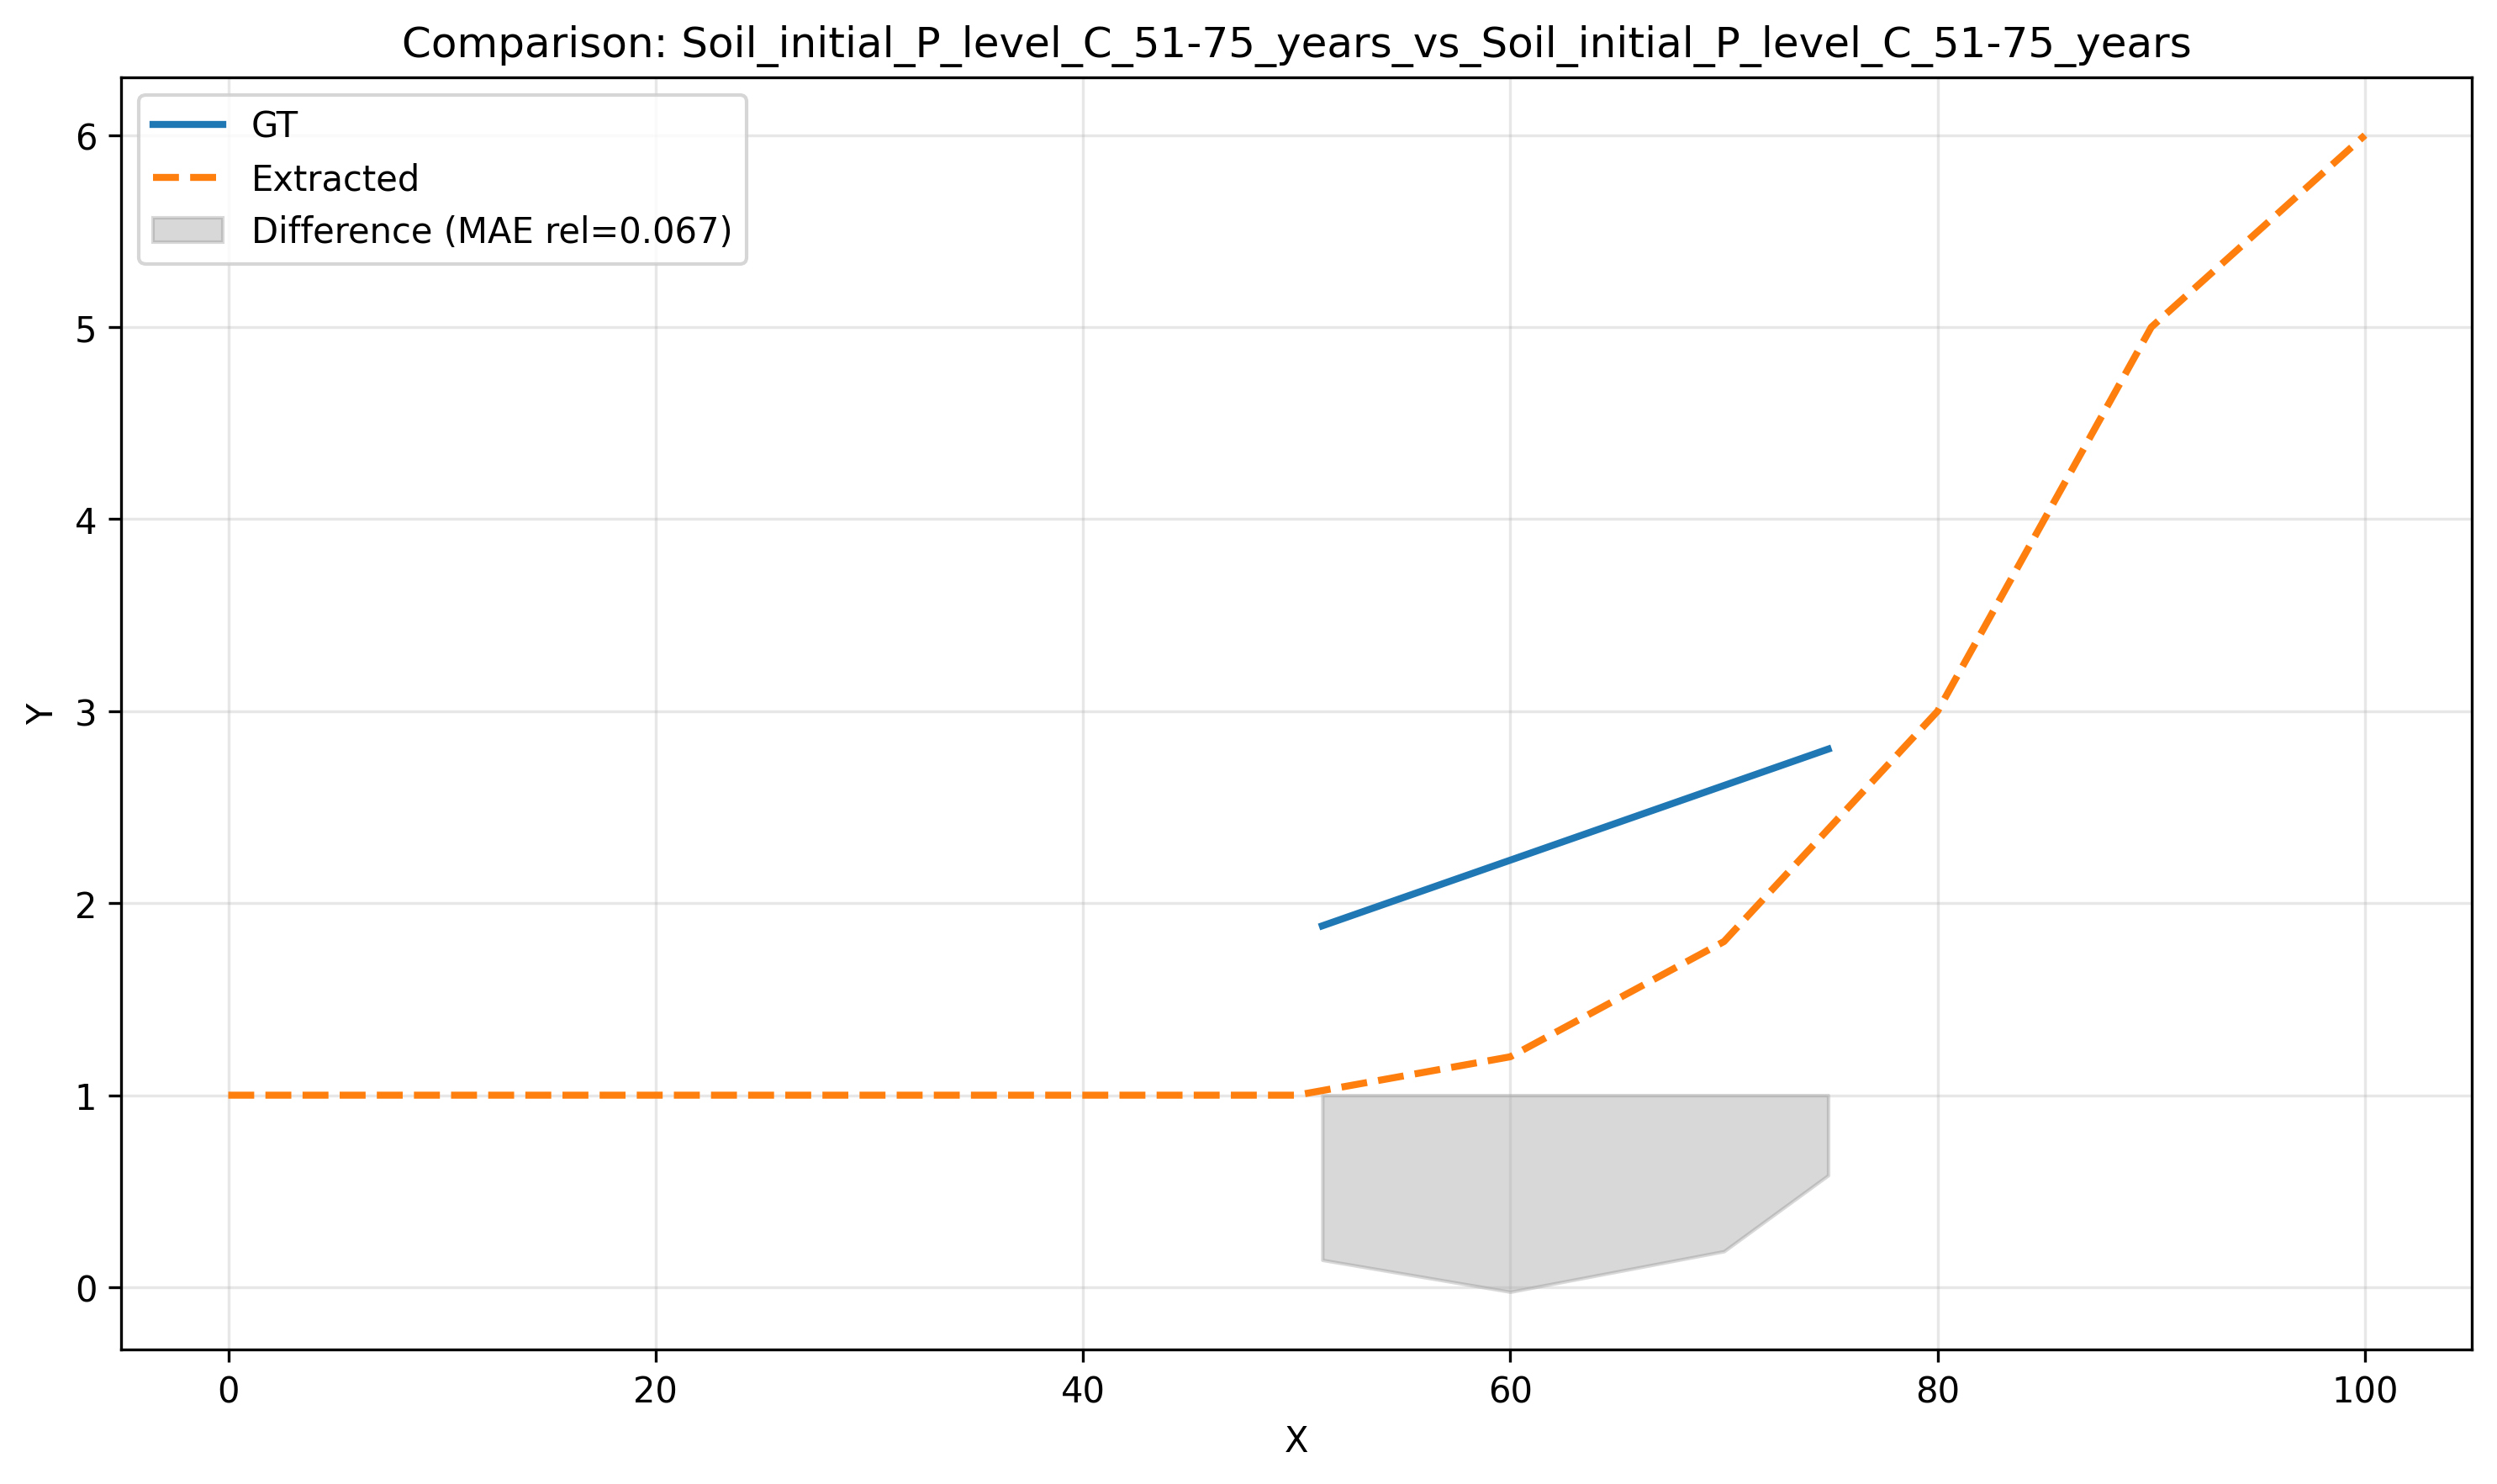 Comparison: Soil_initial_P_level_C_51-75_years_vs_Soil_initial_P_level_C_51-75_years
GT
Extracted
Difference (MAE rel=0.067)
6
5
4
3
2
1
0
Y
0 20 40 60 80 100
X